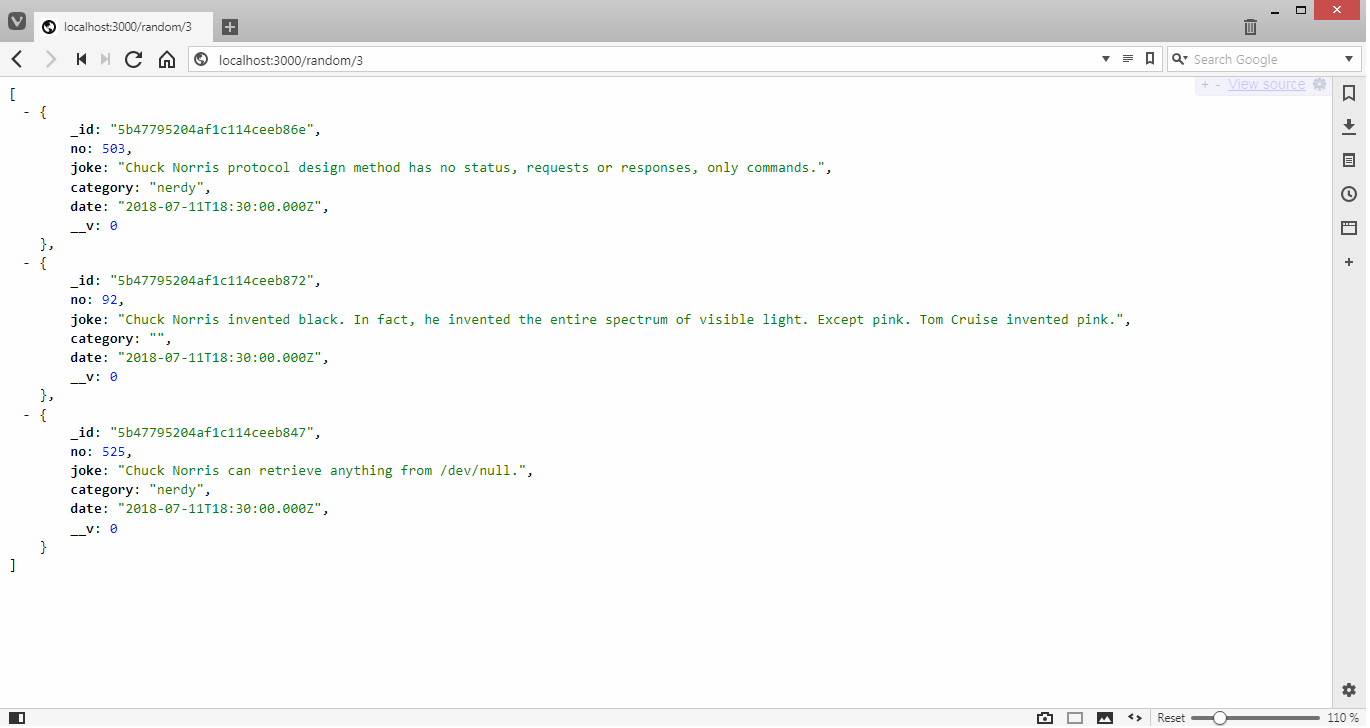 localhost:3000/random/3
localhost:3000/random/3
Search Google
+ - View source
[
- {
_id: "5b47795204af1c114ceeb86e",
no: 503,
joke: "Chuck Norris protocol design method has no status, requests or responses, only commands.",
category: "nerdy",
date: "2018-07-11T18:30:00.000Z",
__v: 0
},
- {
_id: "5b47795204af1c114ceeb872",
no: 92,
joke: "Chuck Norris invented black. In fact, he invented the entire spectrum of visible light. Except pink. Tom Cruise invented pink.",
category: "",
date: "2018-07-11T18:30:00.000Z",
__v: 0
},
- {
_id: "5b47795204af1c114ceeb847",
no: 525,
joke: "Chuck Norris can retrieve anything from /dev/null.",
category: "nerdy",
date: "2018-07-11T18:30:00.000Z",
__v: 0
}
]
Reset 110 %